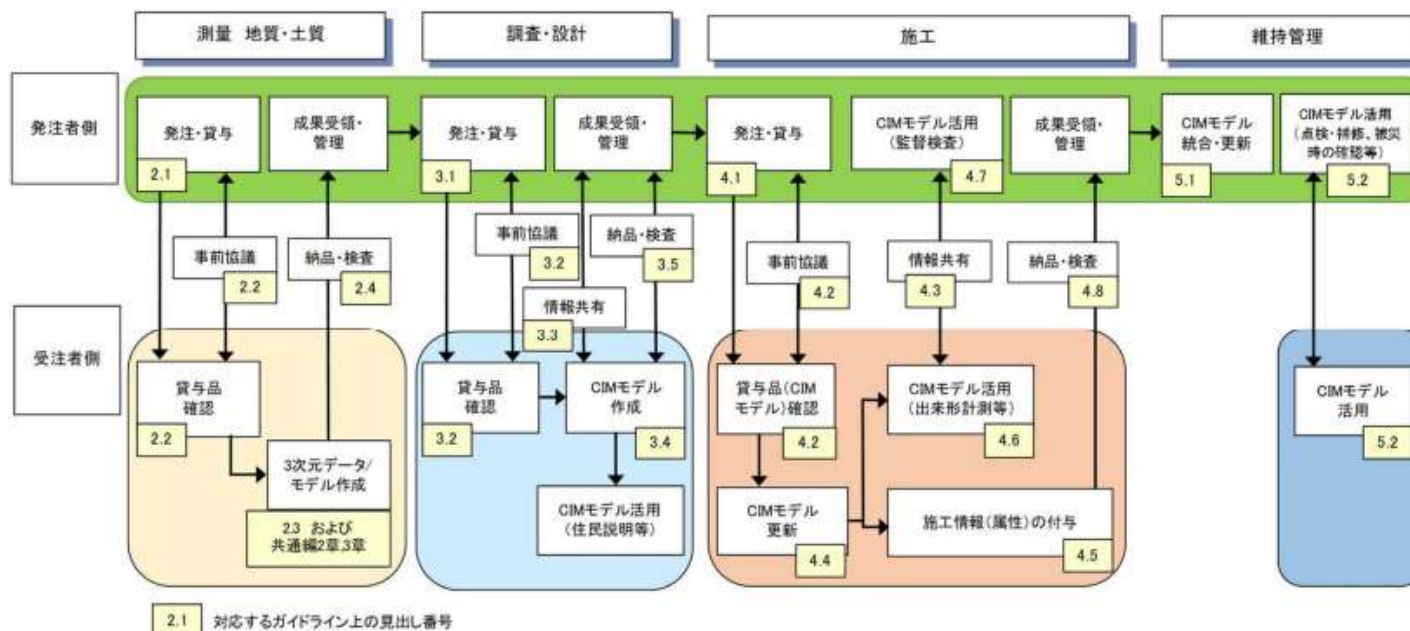 測量 地質・土質
調査・設計
施工
維持管理
発注者側
発注・貸与
2.1
成果受領・
管理
発注・貸与
3.1
成果受領・
管理
発注・貸与
4.1
CIMモデル活用
(監督検査)
4.7
成果受領・
管理
CIMモデル
統合・更新
5.1
CIMモデル活用
(点検・補修、被災
時の確認等)
5.2
事前協議
2.2
納品・検査
2.4
事前協議
3.2
情報共有
3.3
納品・検査
3.5
事前協議
4.2
情報共有
4.3
納品・検査
4.8
受注者側
貸与品
確認
2.2
3次元データ/
モデル作成
2.3 および
共通編2章,3章
貸与品
確認
3.2
CIMモデル
作成
3.4
CIMモデル活用
(住民説明等)
貸与品(CIM
モデル)確認
4.2
CIMモデル
更新
4.4
CIMモデル活用
(出来形計測等)
4.6
施工情報(属性)の付与
4.5
CIMモデル
活用
5.2
2.1 対応するガイドライン上の見出し番号